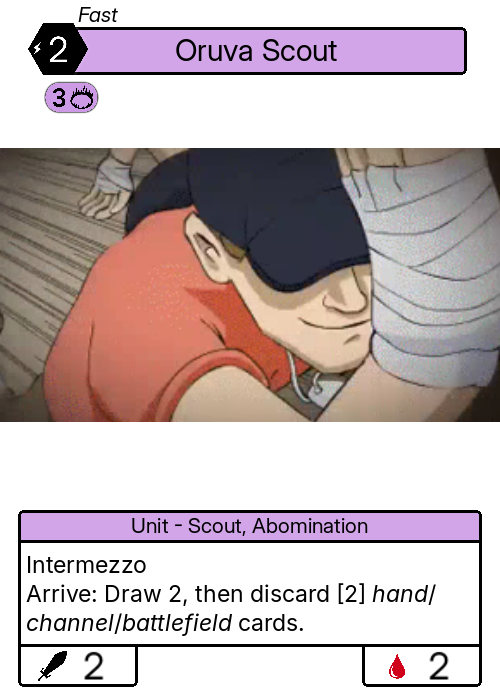 Fast
2
Oruva Scout
3
Unit - Scout, Abomination
Intermezzo
Arrive: Draw 2, then discard [2] hand/
channel/battlefield cards.
2
2